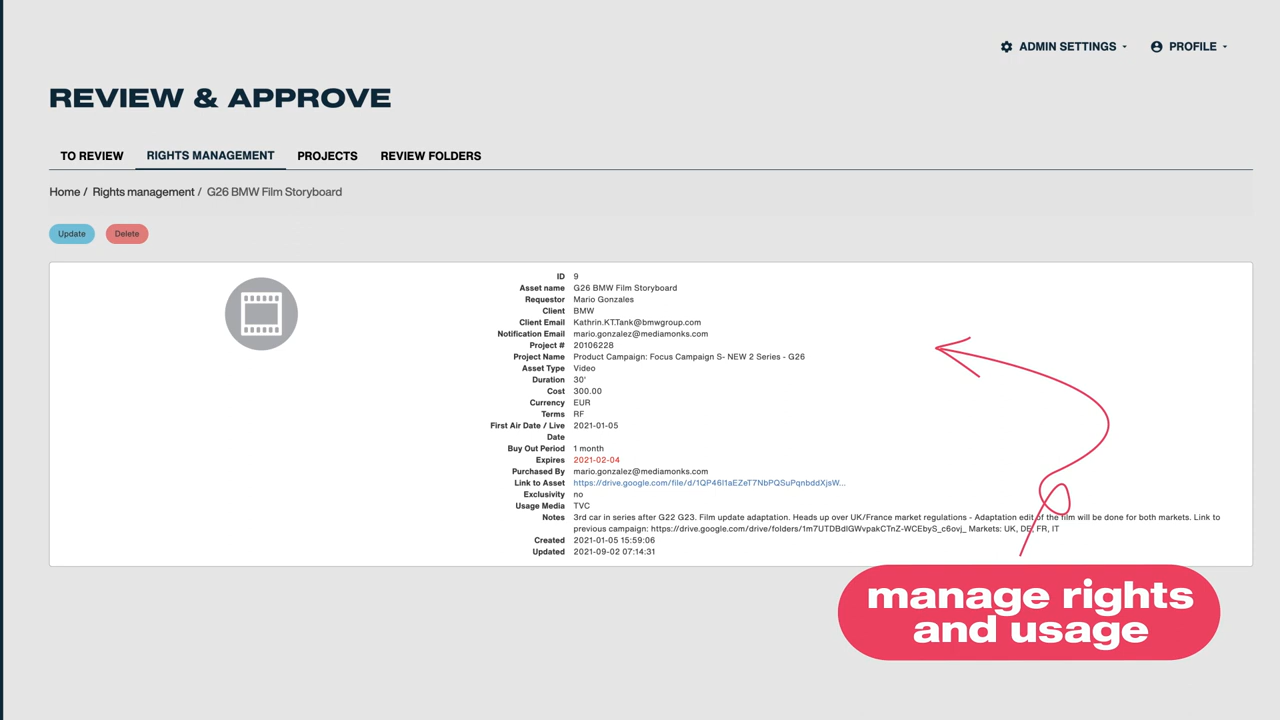 ADMIN SETTINGS
PROFILE
REVIEW & APPROVE
TO REVIEW
RIGHTS MANAGEMENT
PROJECTS
REVIEW FOLDERS
Home / Rights management / G26 BMW Film Storyboard
Update
Delete
ID 9
Asset name G26 BMW Film Storyboard
Requestor Mario Gonzales
Client BMW
Client Email Kathrin.KT.Tank@bmwgroup.com
Notification Email mario.gonzalez@mediamonks.com
Project # 20106228
Project Name Product Campaign: Focus Campaign S- NEW 2 Series - G26
Asset Type Video
Duration 30'
Cost 300.00
Currency EUR
Terms RF
First Air Date / Live 2021-01-05
Date
Buy Out Period 1 month
Expires 2021-02-04
Purchased By mario.gonzalez@mediamonks.com
Link to Asset https://drive.google.com/file/d/1QP46I1aEZeT7NbPQSuPqnbddXjsW...
Exclusivity no
Usage Media TVC
Notes 3rd car in series after G22 G23. Film update adaptation. Heads up over UK/France market regulations - Adaptation edit of the film will be done for both markets. Link to
previous campaign: https://drive.google.com/drive/folders/1m7UTDBdIGWvpakCTnZ-WCEbyS_c6ovj_ Markets: UK, DE, FR, IT
Created 2021-01-05 15:59:06
Updated 2021-09-02 07:14:31
manage rights
and usage